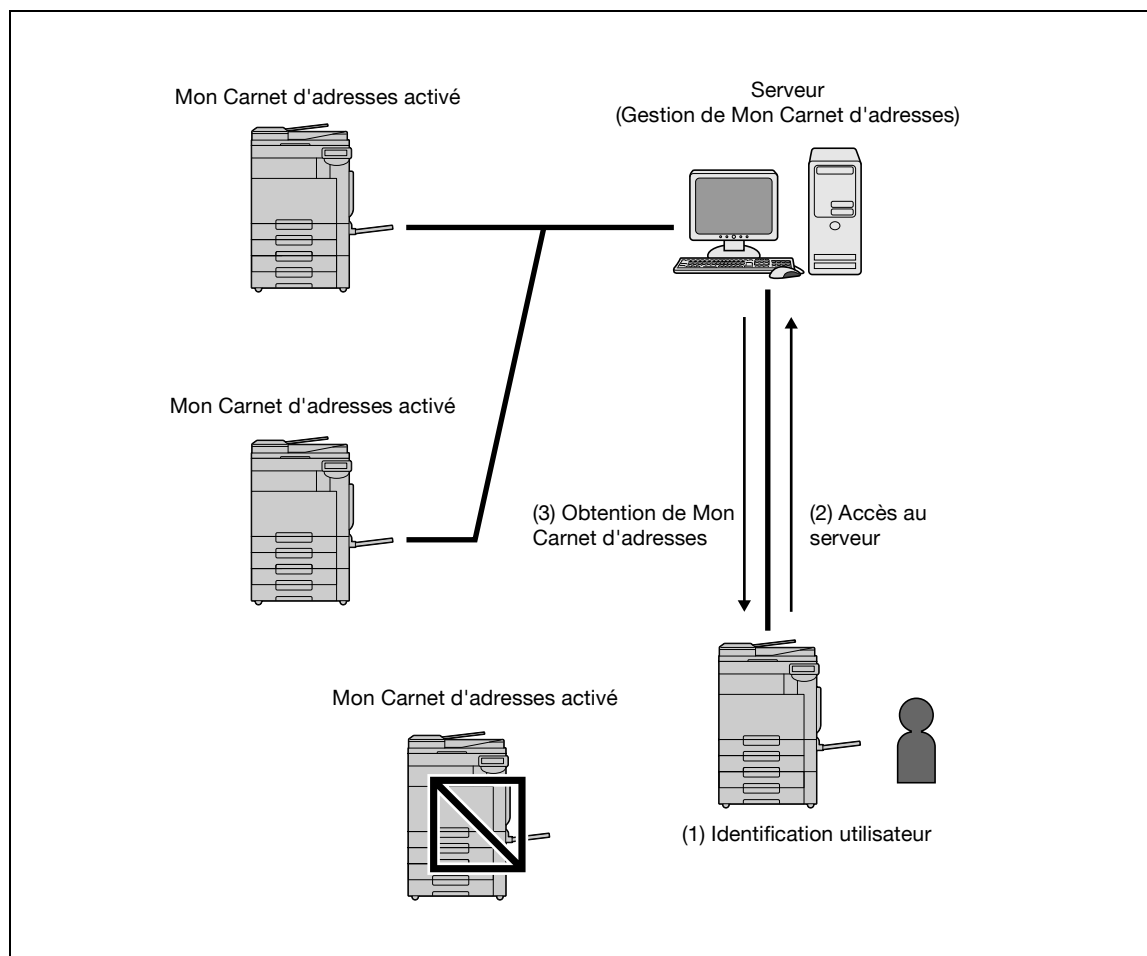 Mon Carnet d'adresses activé
Serveur
(Gestion de Mon Carnet d'adresses)
Mon Carnet d'adresses activé
(3) Obtention de Mon
Carnet d'adresses
(2) Accès au
serveur
Mon Carnet d'adresses activé
(1) Identification utilisateur